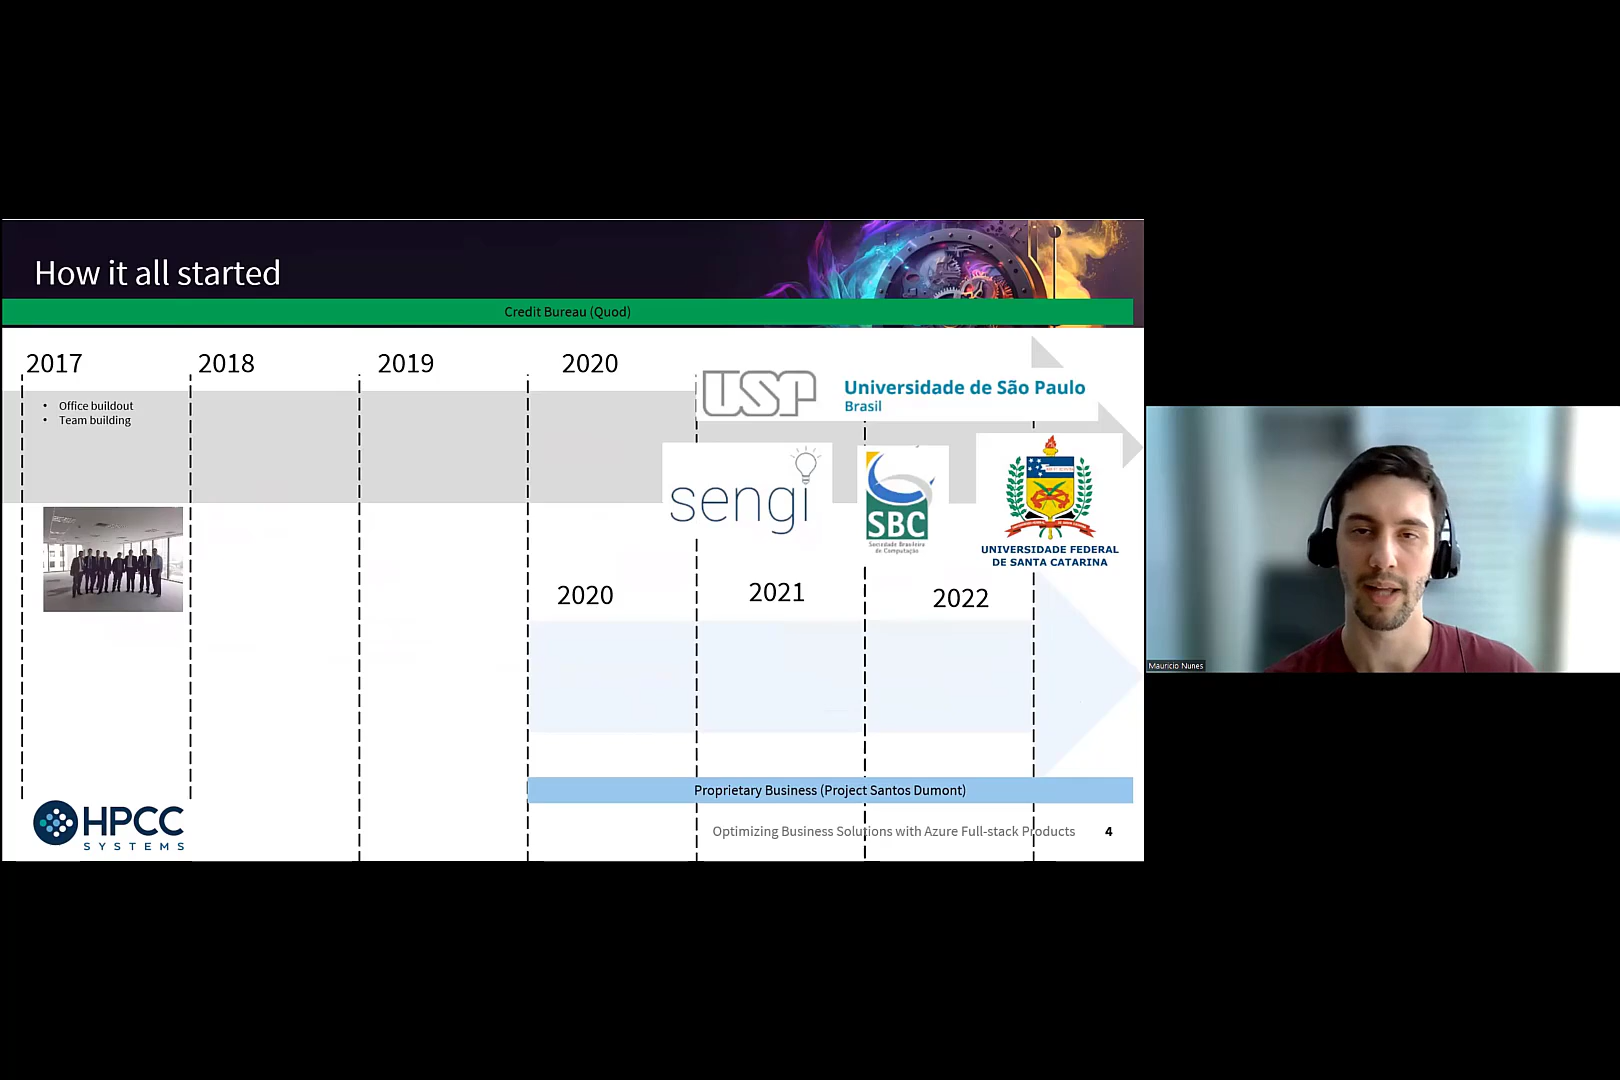 How it all started
Credit Bureau (Quod)
2017
2018
2019
2020
• Office buildout
• Team building
USP
Universidade de São Paulo
Brasil
sengi
SBC
Sociedade Brasileira
de Computação
UNIVERSIDADE FEDERAL
DE SANTA CATARINA
2020
2021
2022
Proprietary Business (Project Santos Dumont)
HPCC
SYSTEMS
Optimizing Business Solutions with Azure Full-stack Products
4
Mauricio Nunes